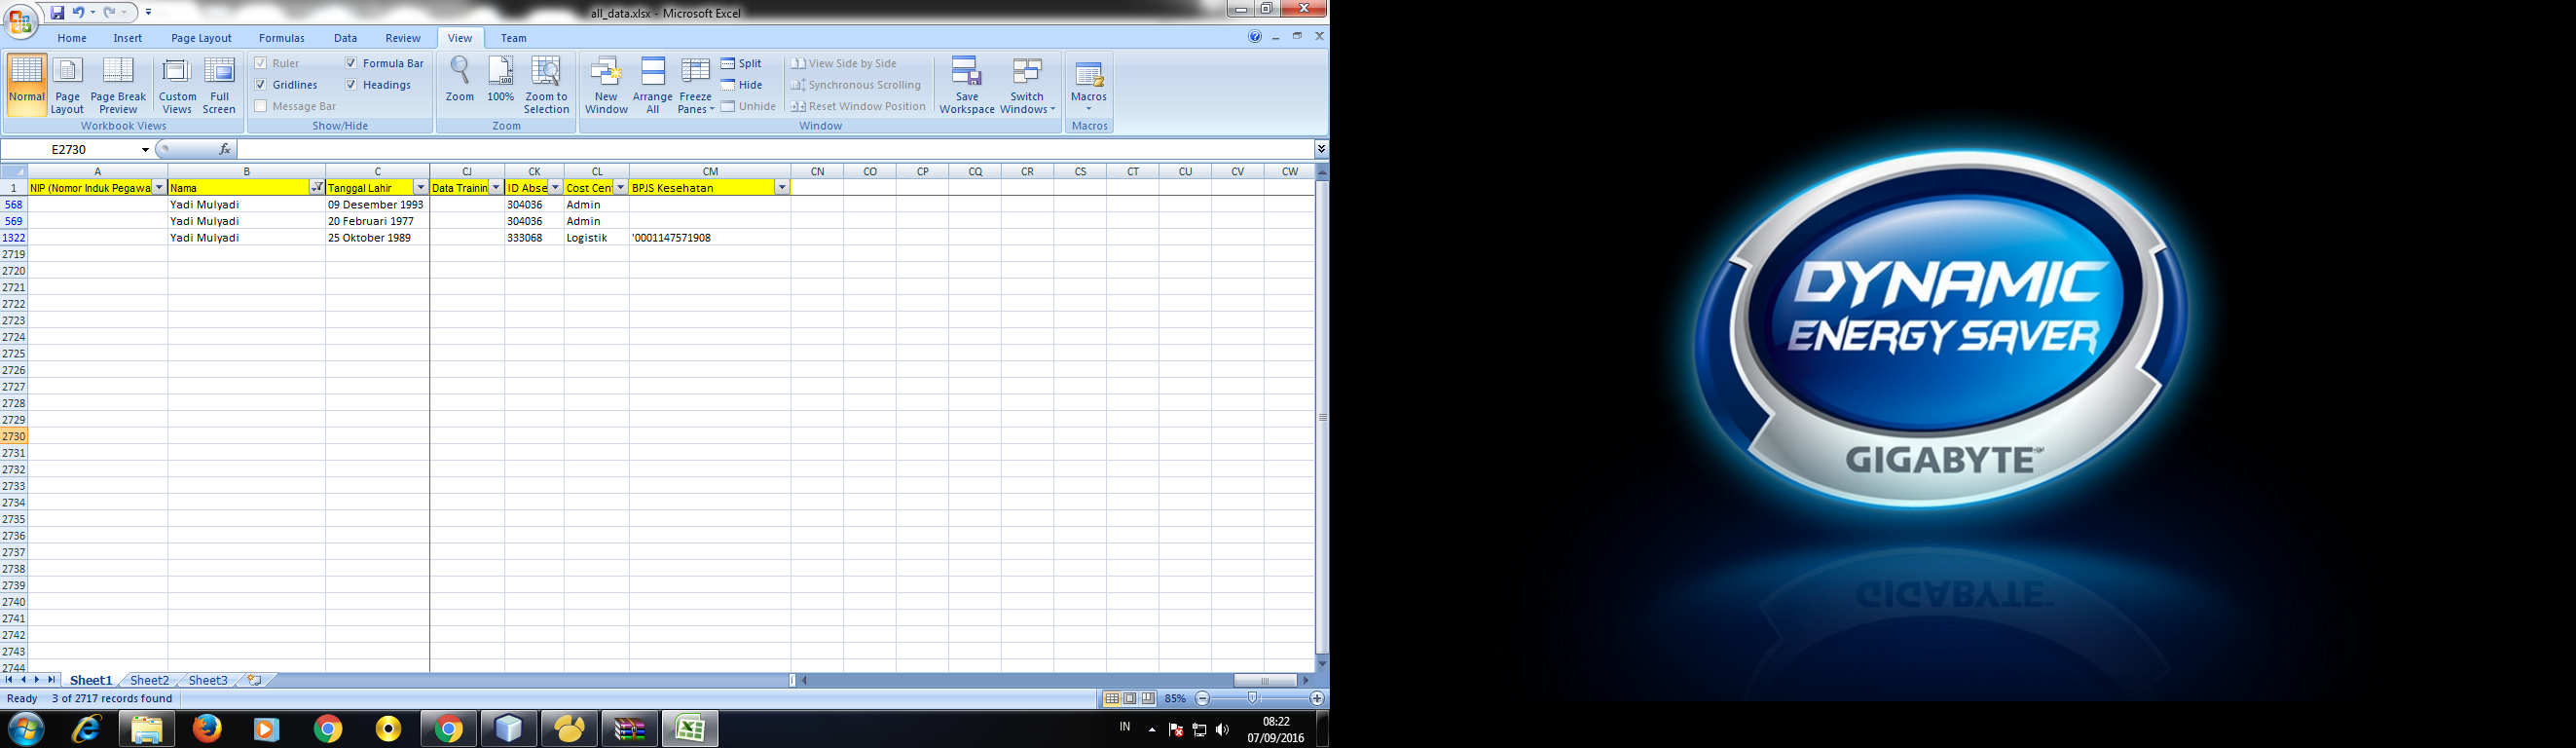 all_data.xlsx - Microsoft Excel
Home Insert Page Layout Formulas Data Review View Team
Normal
Page Layout
Page Break Preview
Custom Views
Full Screen
Workbook Views
Ruler
Formula Bar
Gridlines
Headings
Message Bar
Show/Hide
Zoom
100%
Zoom to Selection
Zoom
New Window
Arrange All
Freeze Panes
Split
Hide
Unhide
View Side by Side
Synchronous Scrolling
Reset Window Position
Save Workspace
Switch Windows
Window
Macros
Macros
E2730 fx
A B C CJ CK CL CM CN CO CP CQ CR CS CT CU CV CW
1 NIP (Nomor Induk Pegawa Nama Tanggal Lahir Data Trainin ID Abse Cost Cen BPJS Kesehatan
568 Yadi Mulyadi 09 Desember 1993 304036 Admin
569 Yadi Mulyadi 20 Februari 1977 304036 Admin
1322 Yadi Mulyadi 25 Oktober 1989 333068 Logistik '0001147571908
2719
2720
2721
2722
2723
2724
2725
2726
2727
2728
2729
2730
2731
2732
2733
2734
2735
2736
2737
2738
2739
2740
2741
2742
2743
2744
Sheet1 Sheet2 Sheet3
Ready 3 of 2717 records found 85%
IN 08:22
07/09/2016
DYNAMIC
ENERGY SAVER
GIGABYTE™
GIGABYTE